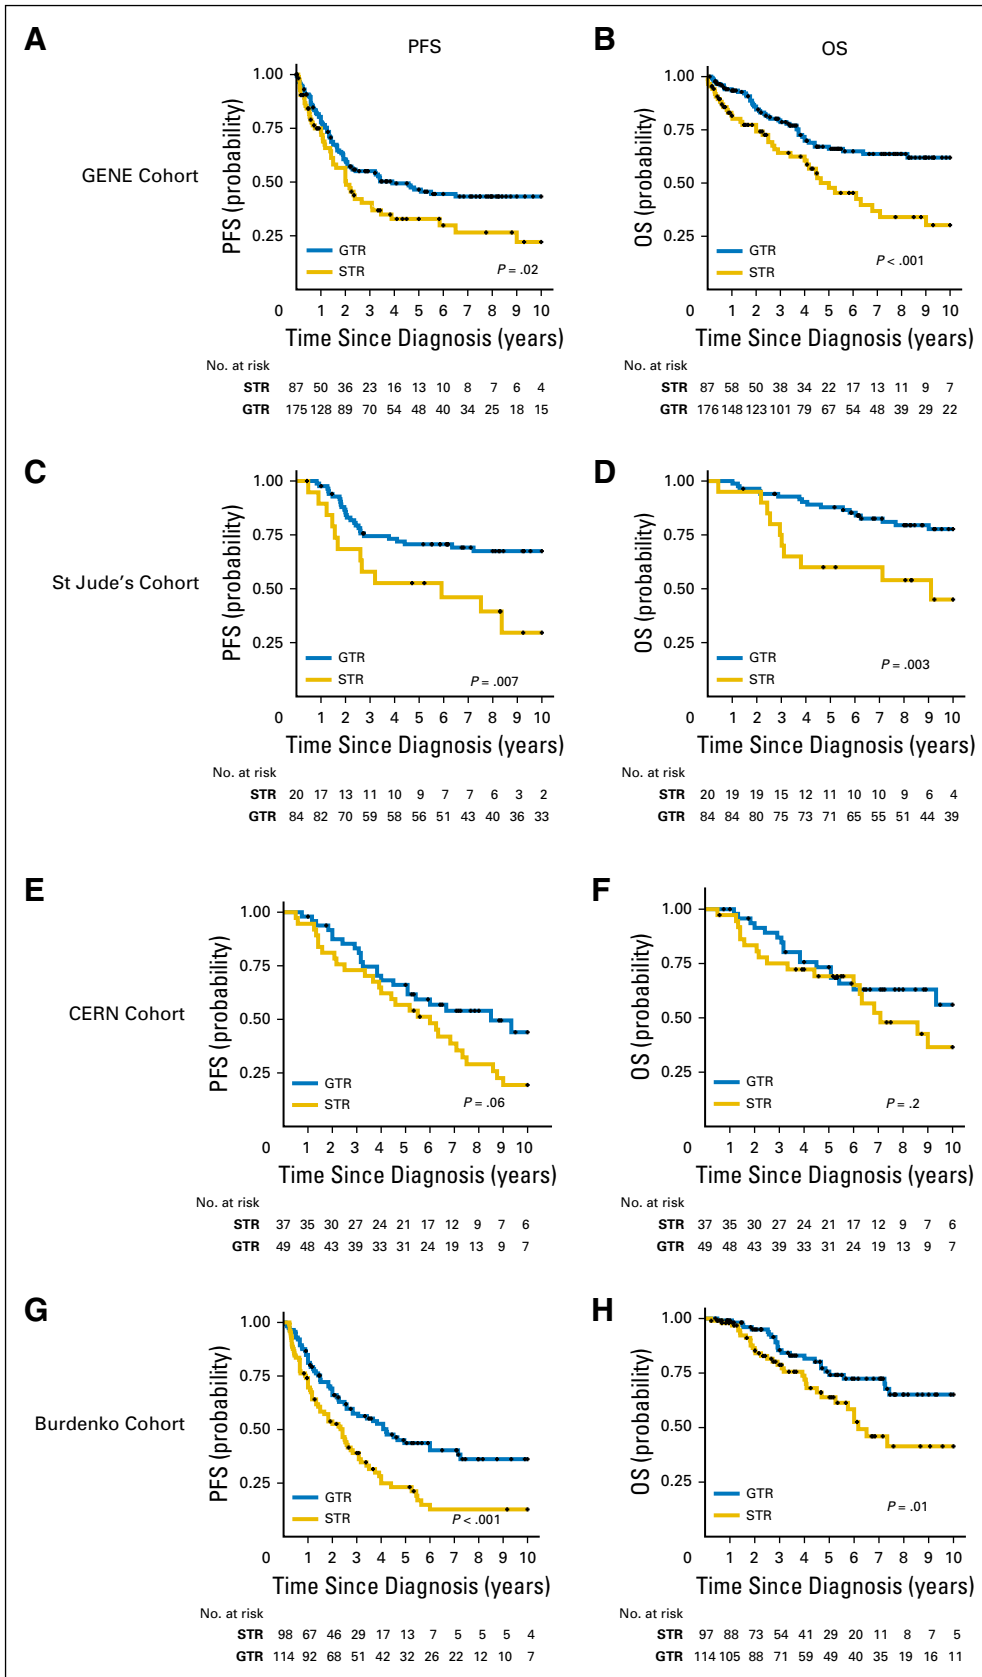 A
PFS
B
OS
GENE Cohort
PFS (probability)
1.00
0.75
0.50
0.25
GTR
STR
P = .02
0 1 2 3 4 5 6 7 8 9 10
Time Since Diagnosis (years)
No. at risk
STR 87 50 36 23 16 13 10 8 7 6 4
GTR 175 128 89 70 54 48 40 34 25 18 15
OS (probability)
1.00
0.75
0.50
0.25
GTR
STR
P < .001
0 1 2 3 4 5 6 7 8 9 10
Time Since Diagnosis (years)
No. at risk
STR 87 58 50 38 34 22 17 13 11 9 7
GTR 176 148 123 101 79 67 54 48 39 29 22
C
D
St Jude's Cohort
PFS (probability)
1.00
0.75
0.50
0.25
GTR
STR
P = .007
0 1 2 3 4 5 6 7 8 9 10
Time Since Diagnosis (years)
No. at risk
STR 20 17 13 11 10 9 7 7 6 3 2
GTR 84 82 70 59 58 56 51 43 40 36 33
OS (probability)
1.00
0.75
0.50
0.25
GTR
STR
P = .003
0 1 2 3 4 5 6 7 8 9 10
Time Since Diagnosis (years)
No. at risk
STR 20 19 19 15 12 11 10 10 9 6 4
GTR 84 84 80 75 73 71 65 55 51 44 39
E
F
CERN Cohort
PFS (probability)
1.00
0.75
0.50
0.25
GTR
STR
P = .06
0 1 2 3 4 5 6 7 8 9 10
Time Since Diagnosis (years)
No. at risk
STR 37 35 30 27 24 21 17 12 9 7 6
GTR 49 48 43 39 33 31 24 19 13 9 7
OS (probability)
1.00
0.75
0.50
0.25
GTR
STR
P = .2
0 1 2 3 4 5 6 7 8 9 10
Time Since Diagnosis (years)
No. at risk
STR 37 35 30 27 24 21 17 12 9 7 6
GTR 49 48 43 39 33 31 24 19 13 9 7
G
H
Burdenko Cohort
PFS (probability)
1.00
0.75
0.50
0.25
GTR
STR
P < .001
0 1 2 3 4 5 6 7 8 9 10
Time Since Diagnosis (years)
No. at risk
STR 98 67 46 29 17 13 7 5 5 5 4
GTR 114 92 68 51 42 32 26 22 12 10 7
OS (probability)
1.00
0.75
0.50
0.25
GTR
STR
P = .01
0 1 2 3 4 5 6 7 8 9 10
Time Since Diagnosis (years)
No. at risk
STR 97 88 73 54 41 29 20 11 8 7 5
GTR 114 105 88 71 59 49 40 35 19 16 11